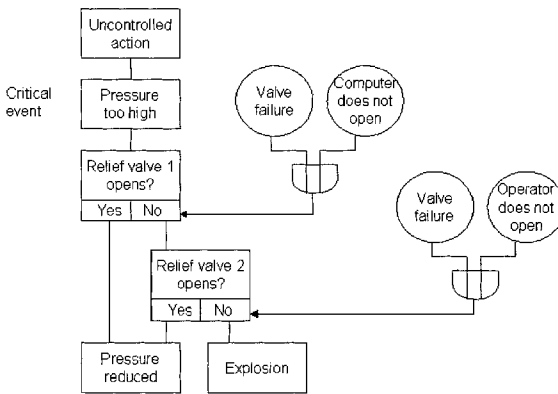 Uncontrolled
action
Critical
event
Pressure
too high
Valve
failure
Computer
does not
open
Relief valve 1
opens?
Yes No
Valve
failure
Operator
does not
open
Relief valve 2
opens?
Yes No
Pressure
reduced
Explosion